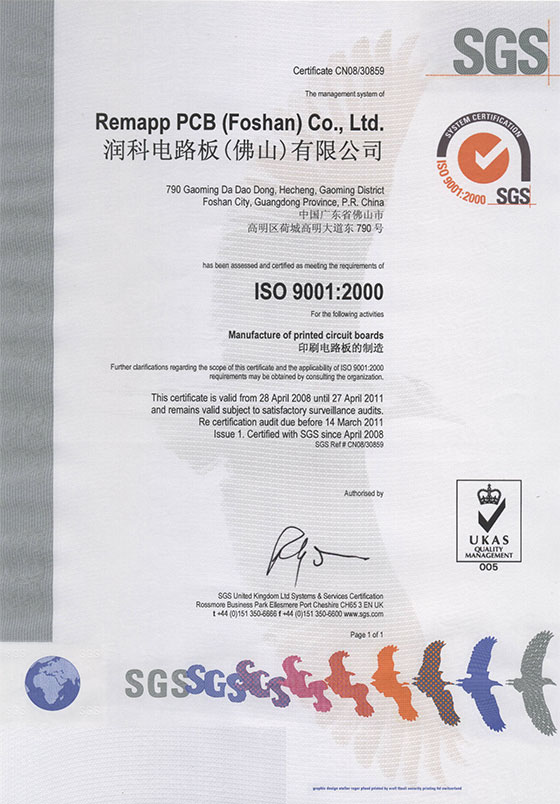 SGS
Certificate CN08/30859
The management system of
Remapp PCB (Foshan) Co., Ltd.
润科电路板(佛山)有限公司
SYSTEM CERTIFICATION
ISO 9001:2000
SGS
790 Gaoming Da Dao Dong, Hecheng, Gaoming District
Foshan City, Guangdong Province, P.R. China
中国广东省佛山市
高明区荷城高明大道东 790 号
has been assessed and certified as meeting the requirements of
ISO 9001:2000
For the following activities
Manufacture of printed circuit boards
印刷电路板的制造
Further clarifications regarding the scope of this certificate and the applicability of ISO 9001:2000
requirements may be obtained by consulting the organization.
This certificate is valid from 28 April 2008 until 27 April 2011
and remains valid subject to satisfactory surveillance audits.
Re certification audit due before 14 March 2011
Issue 1. Certified with SGS since April 2008
SGS Ref # CN08/30859
Authorised by
UKAS
QUALITY
MANAGEMENT
005
SGS United Kingdom Ltd Systems & Services Certification
Rossmore Business Park Ellesmere Port Cheshire CH65 3 EN UK
t +44 (0)151 350-6666 f +44 (0)151 350-6600 www.sgs.com
Page 1 of 1
SGS SGS